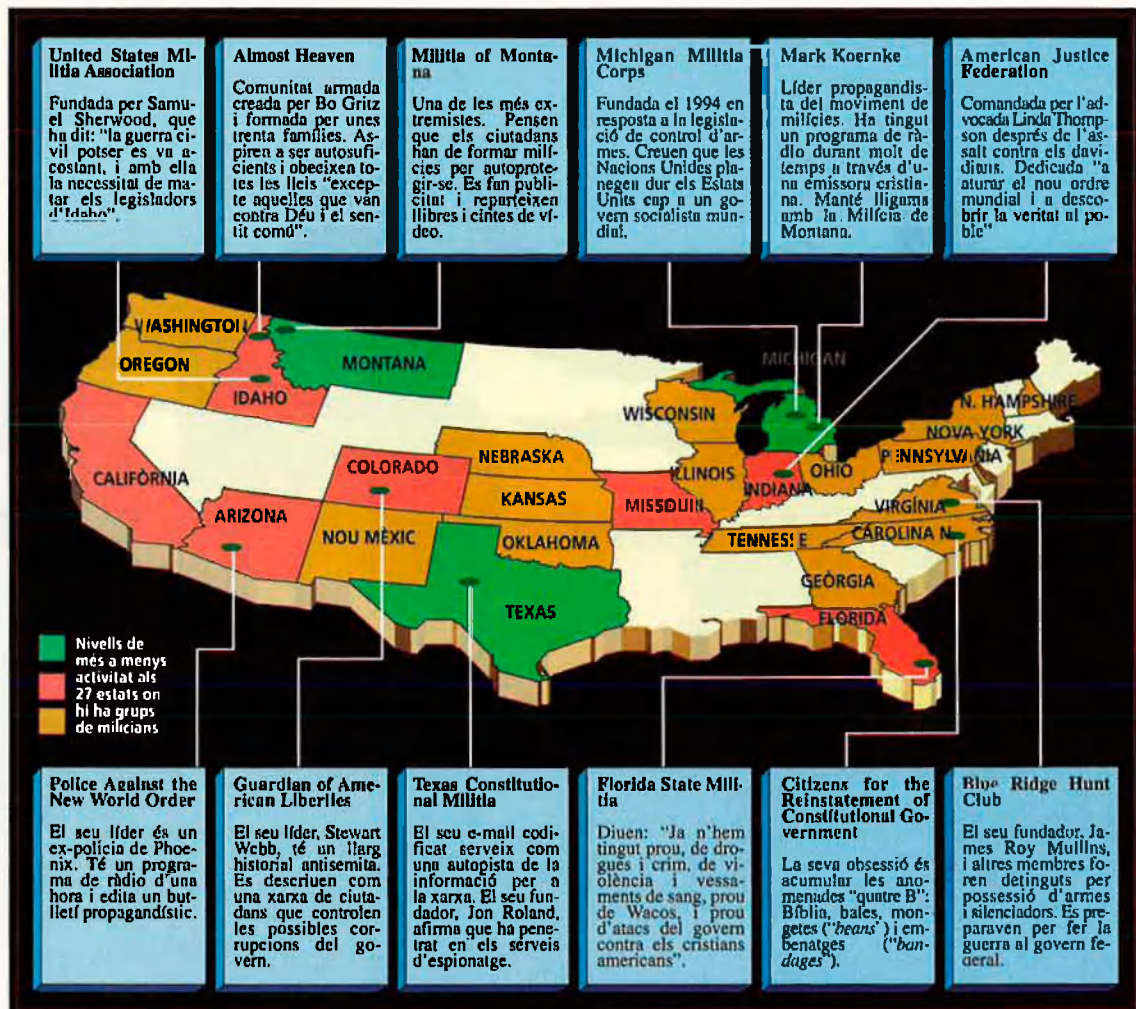 United States Mi-
litia Association
Fundada per Samu-
el Sherwood, que
ha dit: "la guerra ci-
vil potser es va a-
costant, i amb ella
la necessitat de ma-
tar els legisladors
d'Idaho".
Almost Heaven
Comunitat armada
creada per Bo Gritz
i formada per unes
trenta famílies. As-
piren a ser autosufi-
cients i obeeixen to-
tes les lleis "excep-
te aquelles que van
contra Déu i el sen-
tit comú".
Militia of Monta-
na
Una de les més ex-
tremistes. Pensen
que els ciutadans
han de formar milí-
cies per autoprote-
gir-se. Es fan publi-
citat i reparteixen
llibres i cintes de ví-
deo.
Michigan Militia
Corps
Fundada el 1994 en
resposta a la legisla-
ció de control d'ar-
mes. Creuen que les
Nacions Unides pla-
negen dur els Estats
Units cap a un go-
vern socialista mun-
dial.
Mark Koernke
Líder propagandis-
ta del moviment de
milícies. Ha tingut
un programa de rà-
dio durant molt de
temps a través d'u-
na emissora cristia-
na. Manté lligams
amb la Milícia de
Montana.
American Justice
Federation
Comandada per l'ad-
vocada Linda Thomp-
son després de l'as-
salt contra els davi-
dians. Dedicada "a
aturar el nou ordre
mundial i a desco-
brir la veritat al po-
ble"
WASHINGTON
OREGON
MONTANA
IDAHO
MICHIGAN
WISCONSIN
N. HAMPSHIRE
NOVA YORK
NEBRASKA
PENNSYLVANIA
ILLINOIS
OHIO
INDIANA
COLORADO
CALIFÒRNIA
KANSAS
MISSOURI
VIRGÍNIA
ARIZONA
NOU MÈXIC
OKLAHOMA
TENNESSEE
CAROLINA N.
GEÒRGIA
TEXAS
FLORIDA
Nivells de
més a menys
activitat als
27 estats on
hi ha grups
de milicians
Police Against the
New World Order
El seu líder és un
ex-policia de Phoe-
nix. Té un progra-
ma de ràdio d'una
hora i edita un but-
lletí propagandístic.
Guardian of Ame-
rican Liberties
El seu líder, Stewart
Webb, té un llarg
historial antisemita.
Es descriuen com
una xarxa de ciuta-
dans que controlen
les possibles cor-
rupcions del go-
vern.
Texas Constitutio-
nal Militia
El seu e-mail codi-
ficat serveix com
una autopista de la
informació per a
la xarxa. El seu fun-
dador, Jon Roland,
afirma que ha pene-
trat en els serveis
d'espionatge.
Florida State Mili-
tia
Diuen: "Ja n'hem
tingut prou, de dro-
gues i crim, de vi-
olència i vessa-
ments de sang, prou
de Wacos, i prou
d'atacs del govern
contra els cristians
americans".
Citizens for the
Reinstatement of
Constitutional Go-
vernment
La seva obsessió és
acumular les ano-
menades "quatre B":
Bíblia, bales, mon-
getes ("beans") i em-
benatges ("ban-
dages").
Blue Ridge Hunt
Club
El seu fundador, Ja-
mes Roy Mullins,
i altres membres fo-
ren detinguts per
possessió d'armes
i silenciadors. Es pre-
paraven per fer la
guerra al govern fe-
deral.